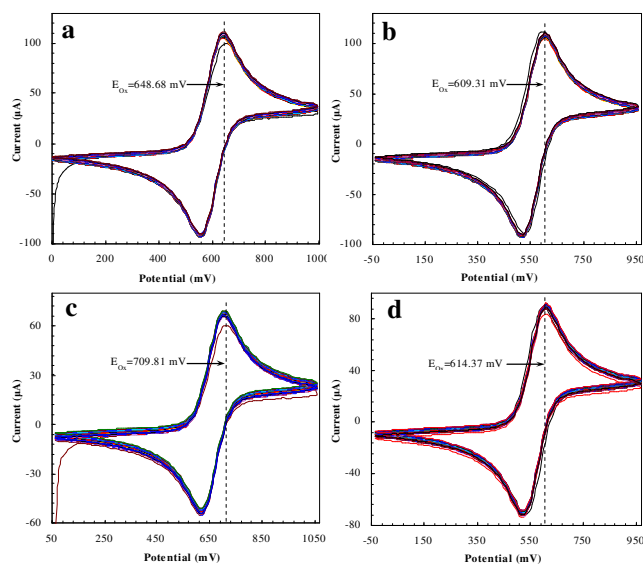 a
100
50
0
-50
-100
Current (µA)
E_Ox=648.68 mV
0 200 400 600 800 1000
Potential (mV)
b
100
50
0
-50
-100
Current (µA)
E_Ox=609.31 mV
-50 150 350 550 750 950
Potential (mV)
c
60
30
0
-30
-60
Current (µA)
E_Ox=709.81 mV
50 250 450 650 850 1050
Potential (mV)
d
80
40
0
-40
-80
Current (µA)
E_Ox=614.37 mV
-50 150 350 550 750 950
Potential (mV)